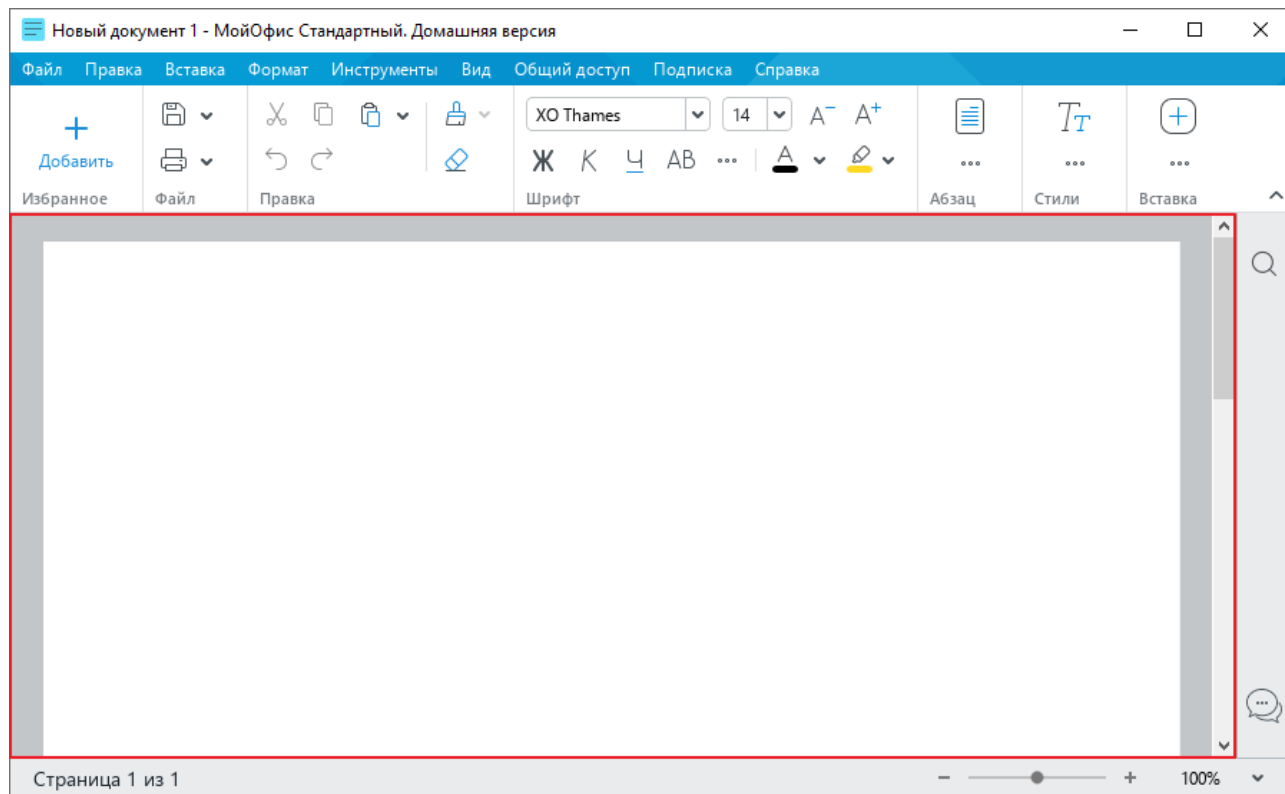 Новый документ 1 - МойОфис Стандартный. Домашняя версия
Файл Правка Вставка Формат Инструменты Вид Общий доступ Подписка Справка
XO Thames 14 A⁻ A⁺
Добавить Ж К Ч АВ А
Избранное Файл Правка Шрифт Абзац Стили Вставка
Страница 1 из 1 100%